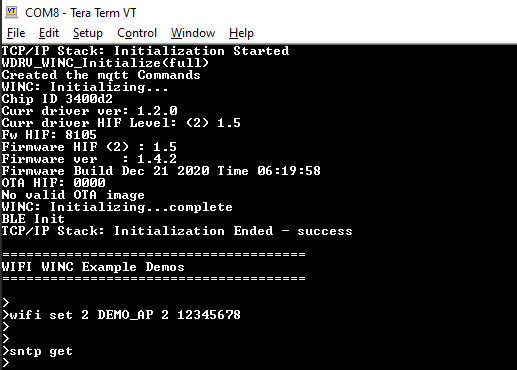 COM8 - Tera Term VT
File Edit Setup Control Window Help
TCP/IP Stack: Initialization Started
WDRU_WINC_Initialize(full)
Created the mqtt Commands
WINC: Initializing...
Chip ID 3400d2
Curr driver ver: 1.2.0
Curr driver HIF Level: (2) 1.5
Fw HIF: 8105
Firmware HIF (2) : 1.5
Firmware ver   : 1.4.2
Firmware Build Dec 21 2020 Time 06:19:58
OTA HIF: 0000
No valid OTA image
WINC: Initializing...complete
BLE Init
TCP/IP Stack: Initialization Ended - success
=======================================
WIFI WINC Example Demos
=======================================
>
>wifi set 2 DEMO_AP 2 12345678
>
>
>sntp get
>